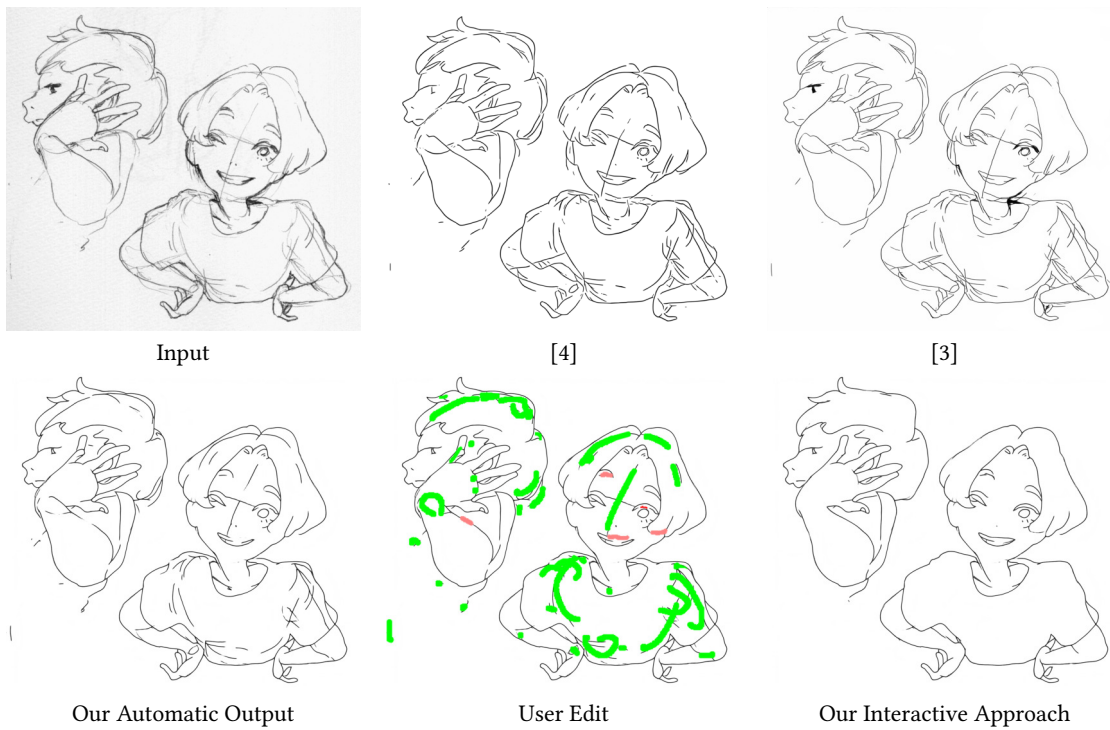 Input
[4]
[3]
Our Automatic Output
User Edit
Our Interactive Approach